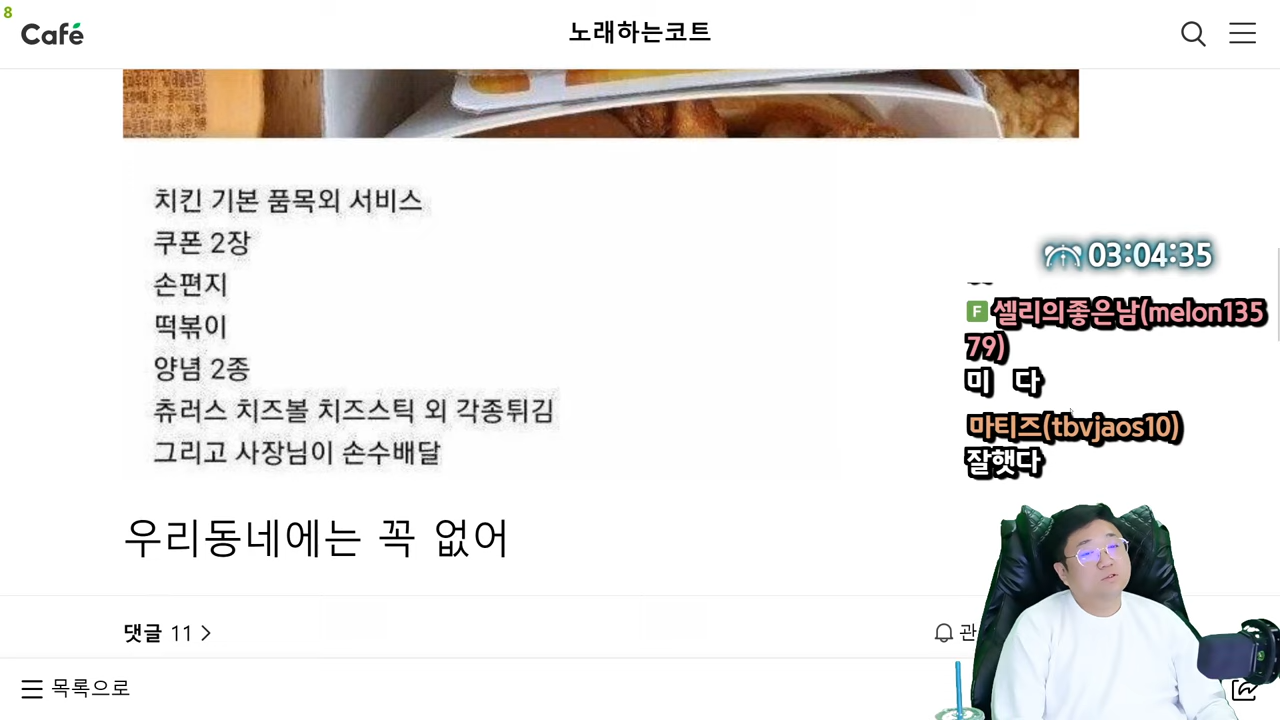 8
Café
노래하는코트
치킨 기본 품목외 서비스
쿠폰 2장
손편지
떡볶이
양념 2종
츄러스 치즈볼 치즈스틱 외 각종튀김
그리고 사장님이 손수배달
03:04:35
F 셀리의좋은남(melon135
79)
미 다
마티즈(tbvjaos10)
잘햇다
우리동네에는 꼭 없어
댓글 11
관
목록으로